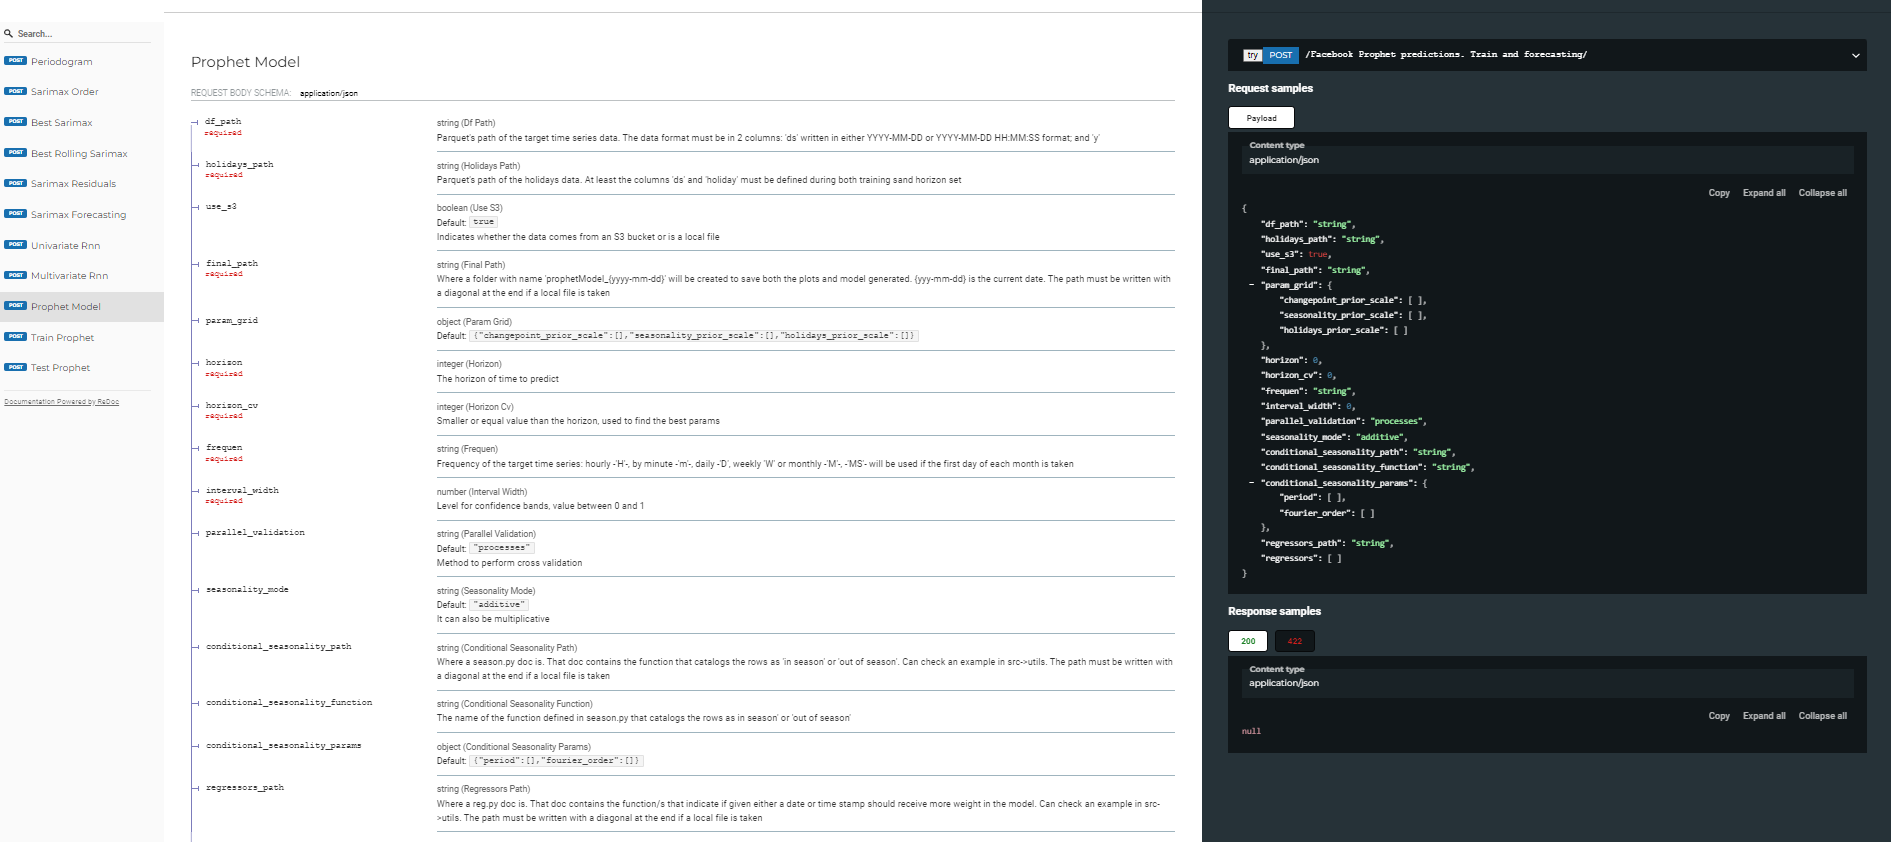 Search...
POST Periodogram
POST Sarimax Order
POST Best Sarimax
POST Best Rolling Sarimax
POST Sarimax Residuals
POST Sarimax Forecasting
POST Univariate Rnn
POST Multivariate Rnn
POST Prophet Model
POST Train Prophet
POST Test Prophet
Documentation Powered by ReDoc
Prophet Model
REQUEST BODY SCHEMA: application/json
df_path
required
string (Df Path)
Parquet's path of the target time series data. The data format must be in 2 columns: 'ds' written in either YYYY-MM-DD or YYYY-MM-DD HH:MM:SS format; and 'y'
holidays_path
required
string (Holidays Path)
Parquet's path of the holidays data. At least the columns 'ds' and 'holiday' must be defined during both training sand horizon set
use_s3
boolean (Use S3)
Default: true
Indicates whether the data comes from an S3 bucket or is a local file
final_path
required
string (Final Path)
Where a folder with name 'prophetModel_{yyyy-mm-dd}' will be created to save both the plots and model generated. {yyy-mm-dd} is the current date. The path must be written with
a diagonal at the end if a local file is taken
param_grid
object (Param Grid)
Default: {"changepoint_prior_scale":[],"seasonality_prior_scale":[],"holidays_prior_scale":[]}
horizon
required
integer (Horizon)
The horizon of time to predict
horizon_cv
required
integer (Horizon Cv)
Smaller or equal value than the horizon, used to find the best params
frequen
required
string (Frequen)
Frequency of the target time series: hourly -'H'-, by minute -'m'-, daily -'D', weekly 'W' or monthly -'M'-, -'MS'- will be used if the first day of each month is taken
interval_width
required
number (Interval Width)
Level for confidence bands, value between 0 and 1
parallel_validation
string (Parallel Validation)
Default: "processes"
Method to perform cross validation
seasonality_mode
string (Seasonality Mode)
Default: "additive"
It can also be multiplicative
conditional_seasonality_path
string (Conditional Seasonality Path)
Where a season.py doc is. That doc contains the function that catalogs the rows as 'in season' or 'out of season'. Can check an example in src->utils. The path must be written with
a diagonal at the end if a local file is taken
conditional_seasonality_function
string (Conditional Seasonality Function)
The name of the function defined in season.py that catalogs the rows as in season' or 'out of season'
conditional_seasonality_params
object (Conditional Seasonality Params)
Default: {"period":[],"fourier_order":[]}
regressors_path
string (Regressors Path)
Where a reg.py doc is. That doc contains the function/s that indicate if given either a date or time stamp should receive more weight in the model. Can check an example in src-
>utils. The path must be written with a diagonal at the end if a local file is taken
try POST /Facebook Prophet predictions. Train and forecasting/
Request samples
Payload
Content type
application/json
Copy Expand all Collapse all
{
"df_path": "string",
"holidays_path": "string",
"use_s3": true,
"final_path": "string",
- "param_grid": {
"changepoint_prior_scale": [ ],
"seasonality_prior_scale": [ ],
"holidays_prior_scale": [ ]
},
"horizon": 0,
"horizon_cv": 0,
"frequen": "string",
"interval_width": 0,
"parallel_validation": "processes",
"seasonality_mode": "additive",
"conditional_seasonality_path": "string",
"conditional_seasonality_function": "string",
- "conditional_seasonality_params": {
"period": [ ],
"fourier_order": [ ]
},
"regressors_path": "string",
"regressors": [ ]
}
Response samples
200 422
Content type
application/json
Copy Expand all Collapse all
null